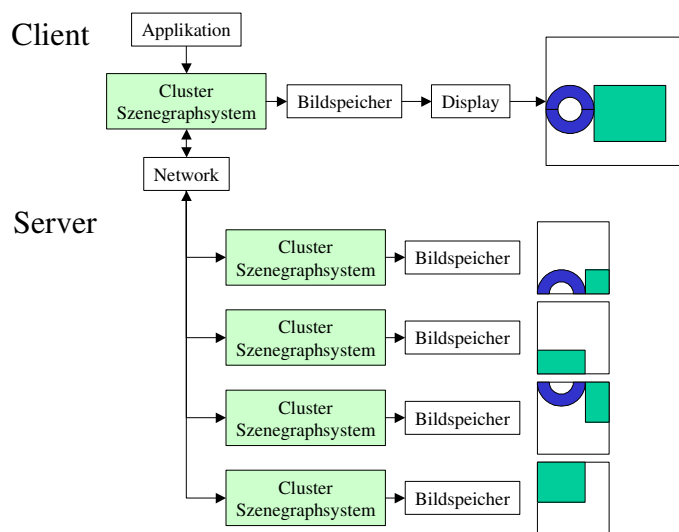 Client
Applikation
Cluster
Szenegraphsystem
Bildspeicher
Display
Network
Server
Cluster
Szenegraphsystem
Bildspeicher
Cluster
Szenegraphsystem
Bildspeicher
Cluster
Szenegraphsystem
Bildspeicher
Cluster
Szenegraphsystem
Bildspeicher